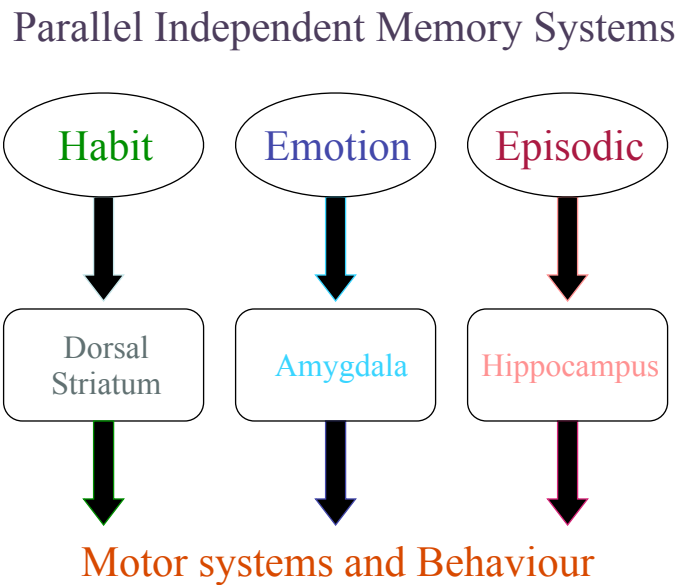 Parallel Independent Memory Systems
Habit
Emotion
Episodic
Dorsal
Striatum
Amygdala
Hippocampus
Motor systems and Behaviour